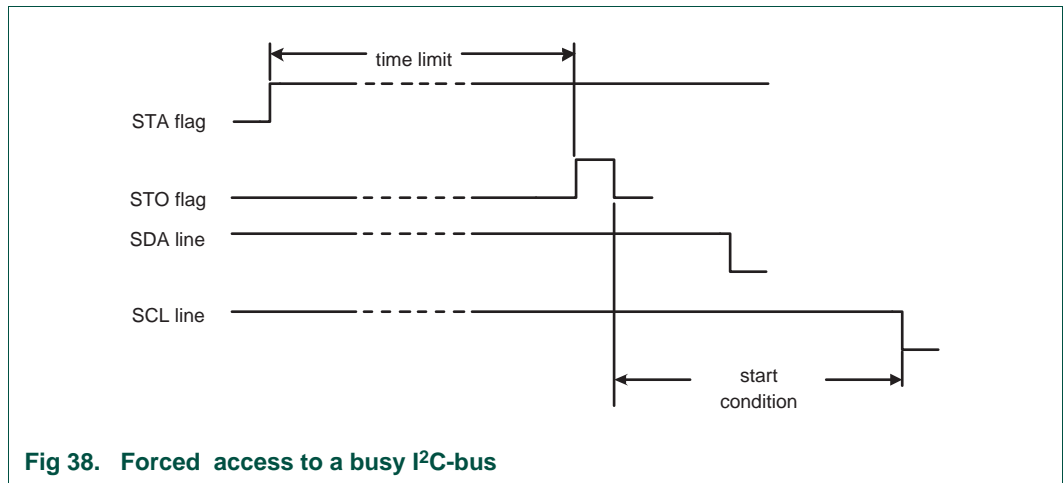 time limit
STA flag
STO flag
SDA line
SCL line
start
condition
Fig 38. Forced access to a busy I²C-bus